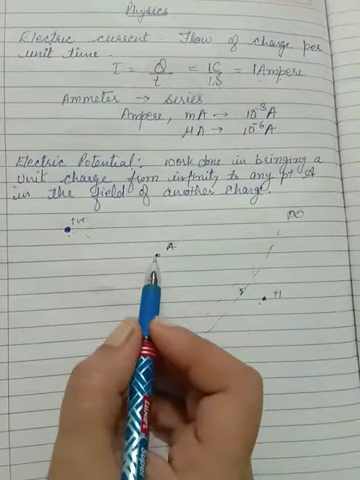 Physics
Electric current Flow of charge per
unit time.
I = Q/t = 1C/1S = 1 Ampere
Ammeter → series
Ampere, mA → 10⁻³A
μA → 10⁻⁶A
Electric Potential: work done in bringing a
unit charge from infinity to any pt A
in the field of another charge.
+ve
A
+1